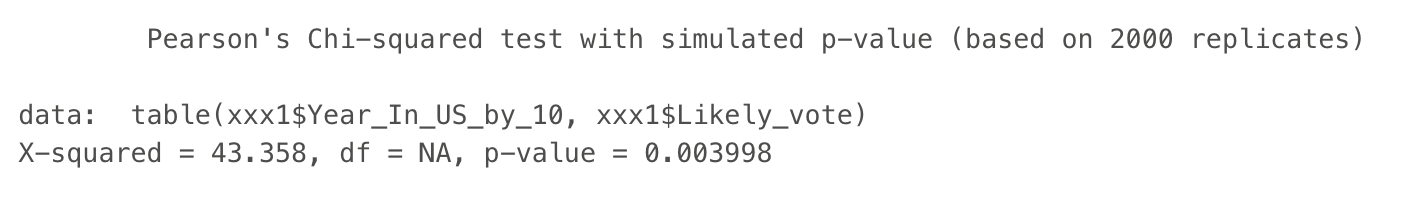 Pearson's Chi-squared test with simulated p-value (based on 2000 replicates)
data:  table(xxx1$Year_In_US_by_10, xxx1$Likely_vote)
X-squared = 43.358, df = NA, p-value = 0.003998